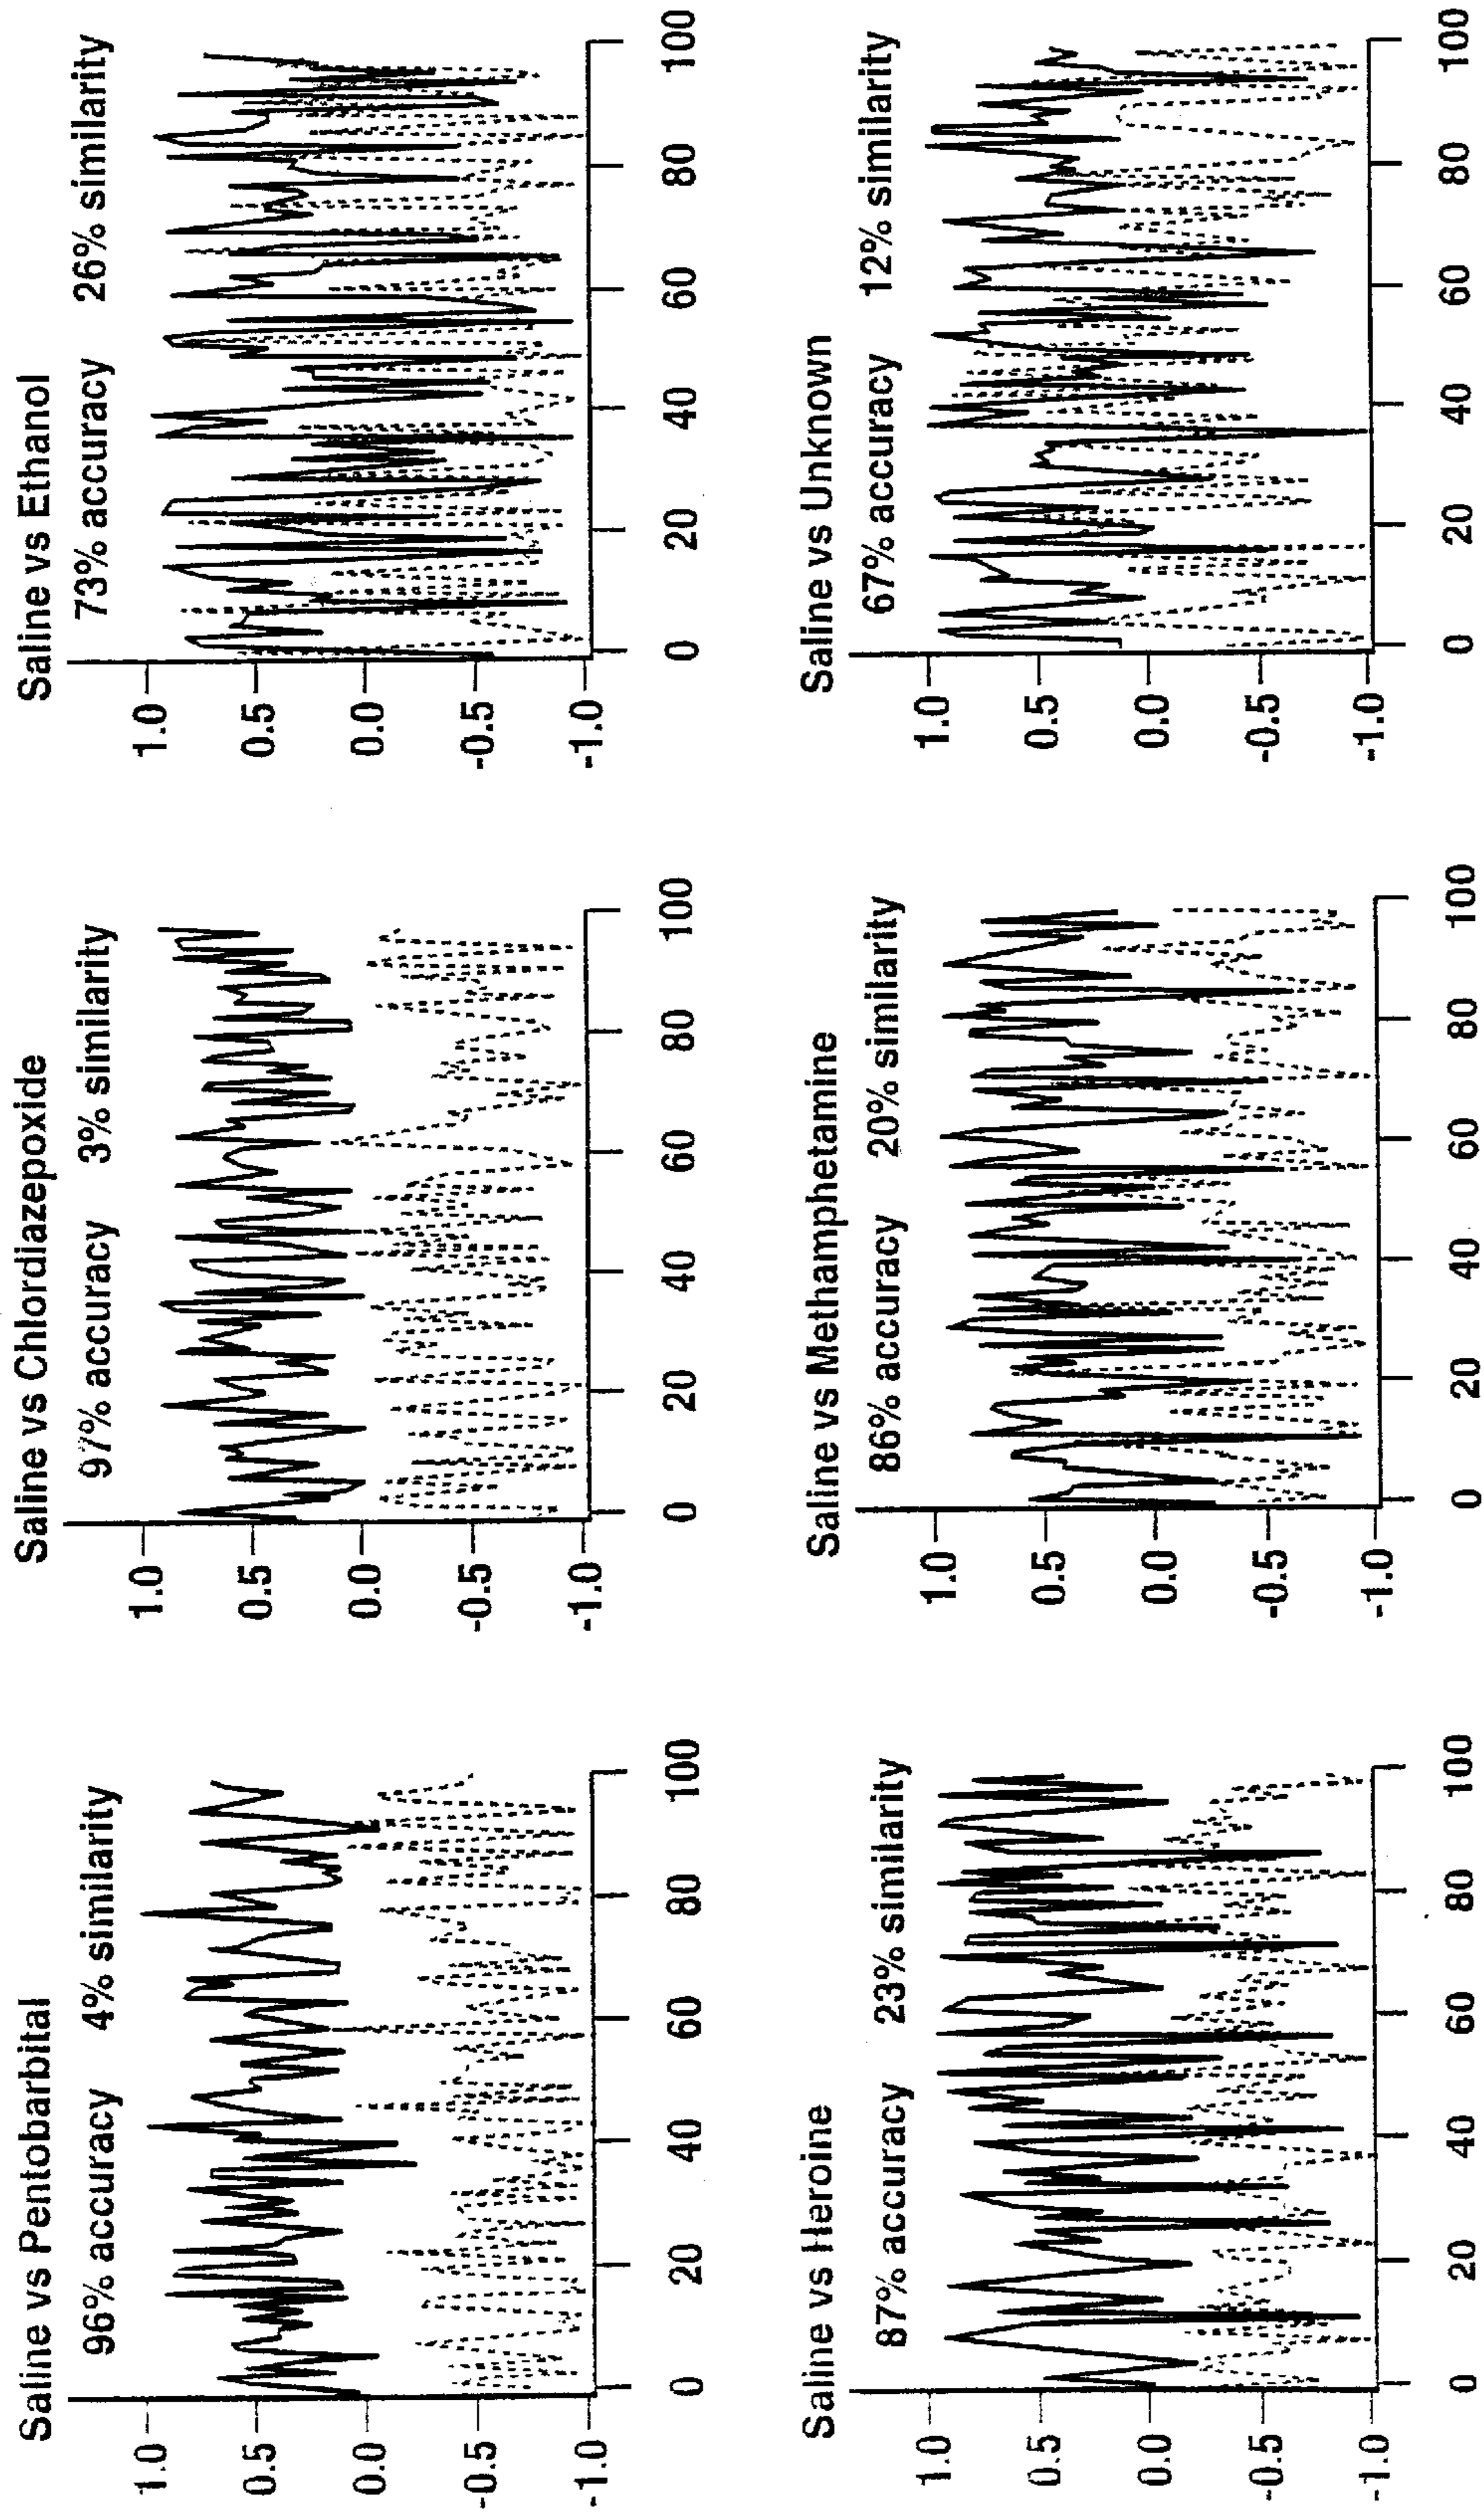 Saline vs Pentobarbital
96% accuracy 4% similarity
1.0
0.5
0.0
-0.5
-1.0
0 20 40 60 80 100
Saline vs Chlordiazepoxide
97% accuracy 3% similarity
1.0
0.5
0.0
-0.5
-1.0
0 20 40 60 80 100
Saline vs Ethanol
73% accuracy 26% similarity
1.0
0.5
0.0
-0.5
-1.0
0 20 40 60 80 100
Saline vs Heroine
87% accuracy 23% similarity
1.0
0.5
0.0
-0.5
-1.0
0 20 40 60 80 100
Saline vs Methamphetamine
86% accuracy 20% similarity
1.0
0.5
0.0
-0.5
-1.0
0 20 40 60 80 100
Saline vs Unknown
67% accuracy 12% similarity
1.0
0.5
0.0
-0.5
-1.0
0 20 40 60 80 100